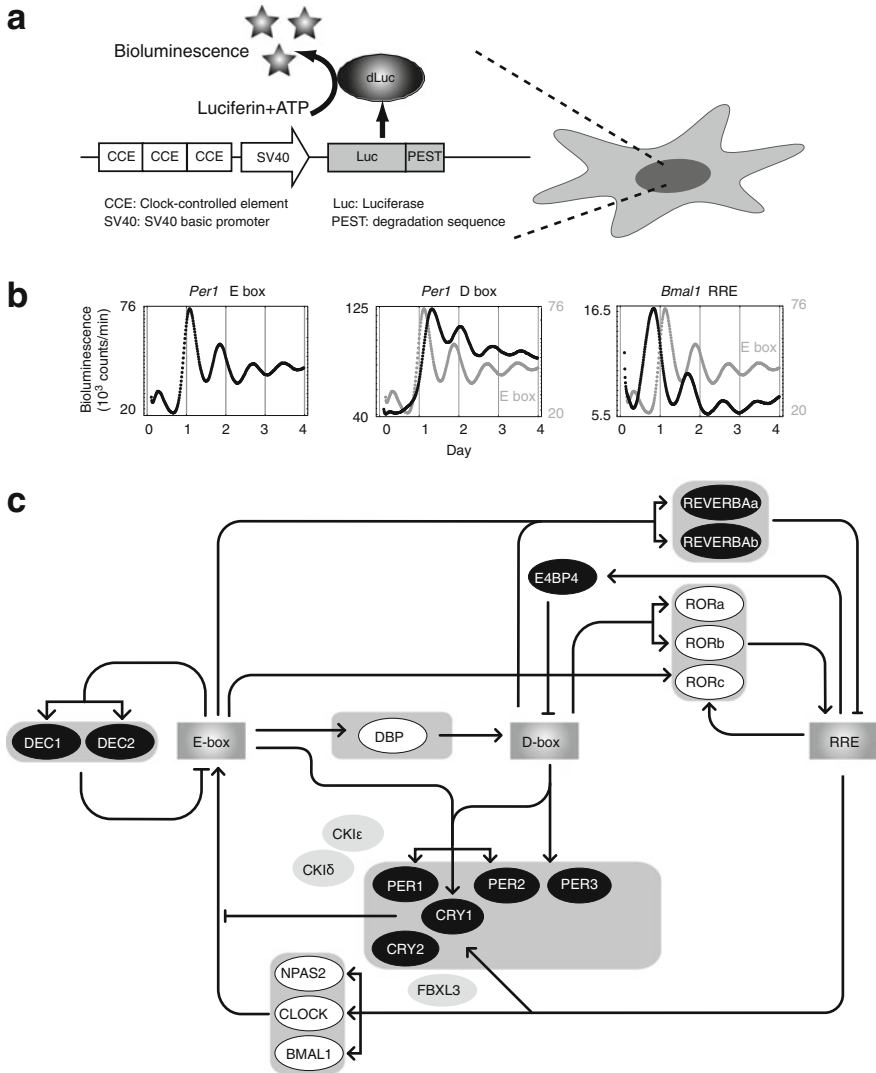 a
Bioluminescence
dLuc
Luciferin+ATP
CCE CCE CCE SV40 Luc PEST
CCE: Clock-controlled element
SV40: SV40 basic promoter
Luc: Luciferase
PEST: degradation sequence
b
Per1 E box
Bioluminescence
(10³ counts/min)
76
20
0 1 2 3 4
Per1 D box
125
40
76
20
E box
0 1 2 3 4
Day
Bmal1 RRE
16.5
5.5
76
20
E box
0 1 2 3 4
c
REVERBAa
REVERBAb
E4BP4
RORa
RORb
RORc
DEC1
DEC2
E-box
DBP
D-box
RRE
CKIε
CKIδ
PER1
PER2
PER3
CRY1
CRY2
FBXL3
NPAS2
CLOCK
BMAL1